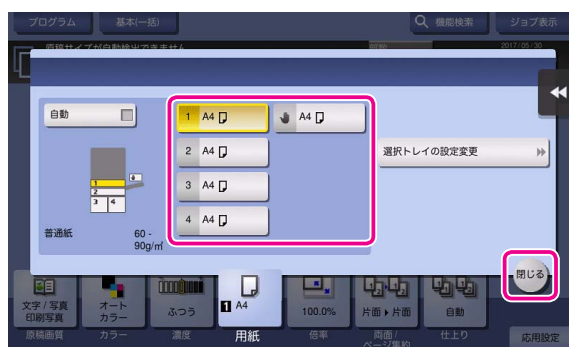 プログラム
基本(一括)
機能検索
ジョブ表示
原稿サイズが自動検出できません
2017/05/30
自動
1 A4
A4
2 A4
3 A4
4 A4
選択トレイの設定変更
1
2
3 4
普通紙
60 -
90g/㎡
閉じる
文字/写真
印刷写真
オート
カラー
ふつう
1 A4
100.0%
片面 片面
自動
原稿画質
カラー
濃度
用紙
倍率
両面/
ページ集約
仕上り
応用設定